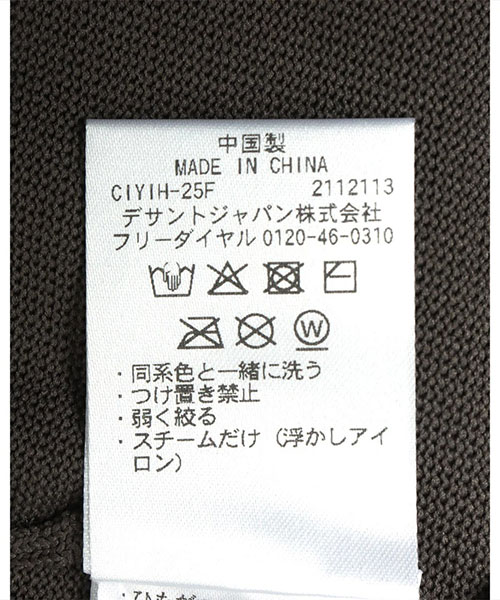 中国製
MADE IN CHINA
CIYIH-25F 2112113
デサントジャパン株式会社
フリーダイヤル 0120-46-0310
W
・同系色と一緒に洗う
・つけ置き禁止
・弱く絞る
・スチームだけ（浮かしアイ
ロン）